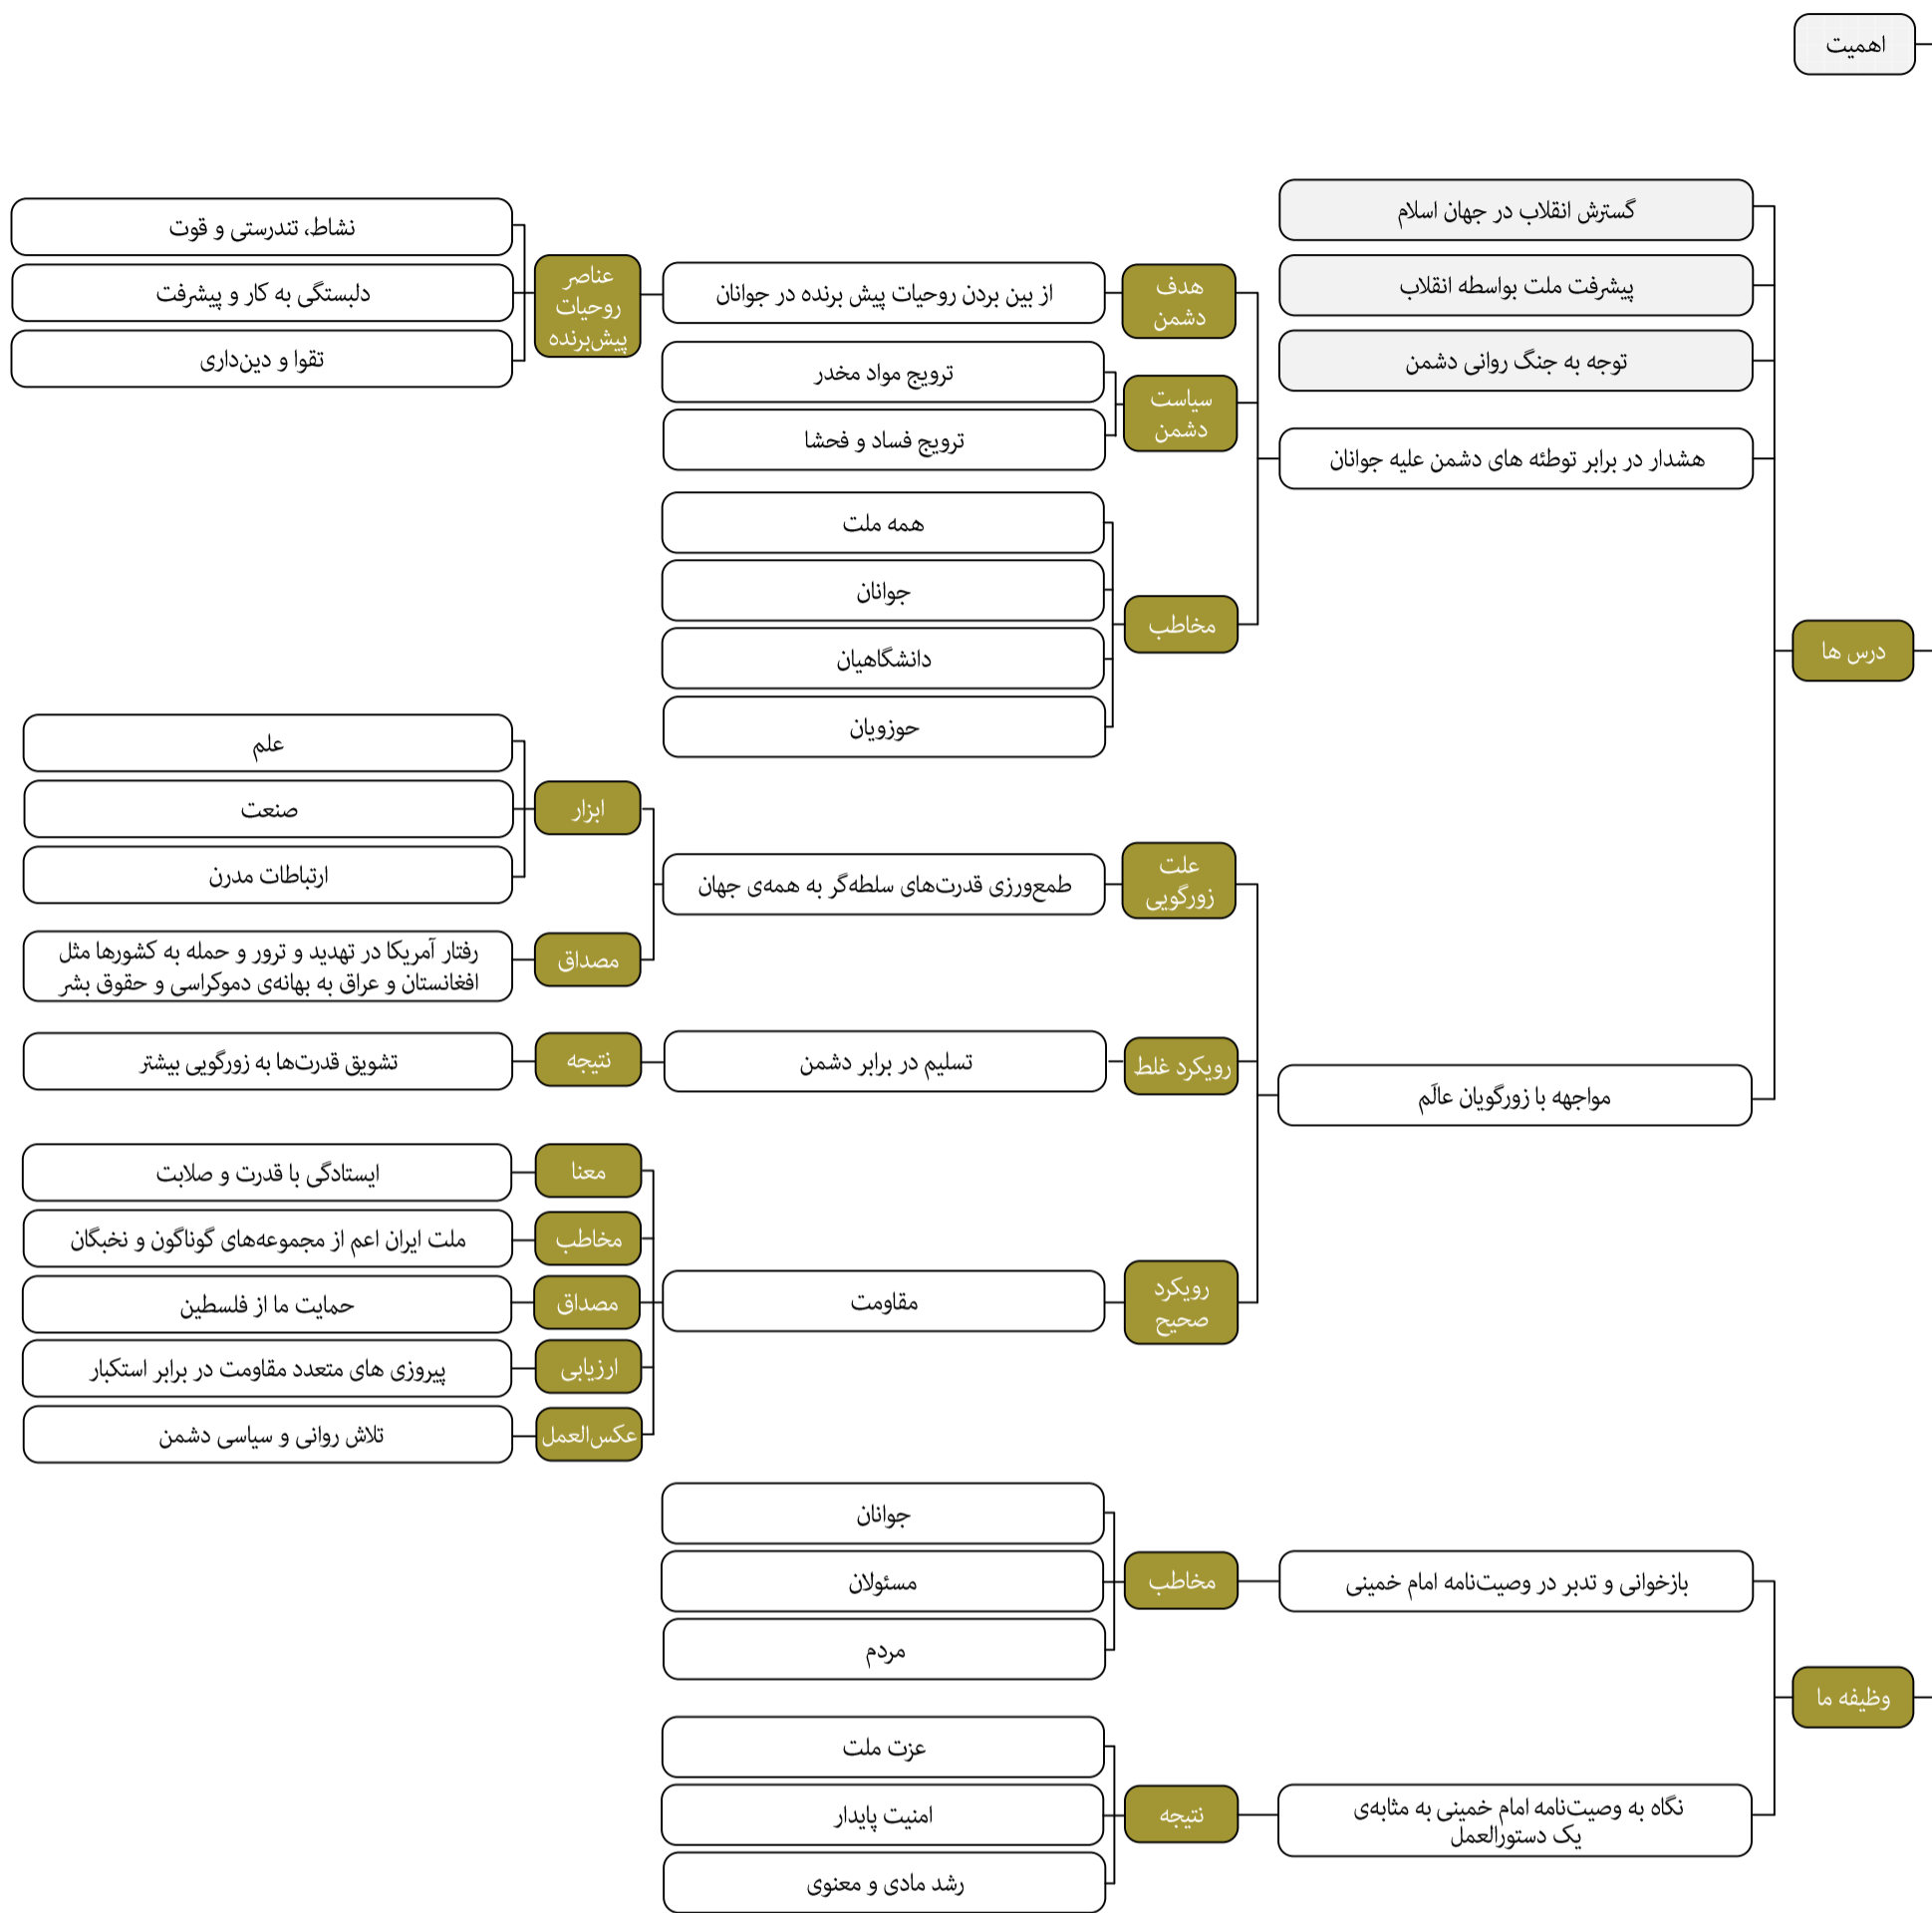 اهمیت
درس ها
گسترش انقلاب در جهان اسلام
پیشرفت ملت بواسطه انقلاب
توجه به جنگ روانی دشمن
هشدار در برابر توطئه های دشمن علیه جوانان
هدف
دشمن
از بین بردن روحیات پیش برنده در جوانان
عناصر
روحیات
پیش‌برنده
نشاط، تندرستی و قوت
دلبستگی به کار و پیشرفت
تقوا و دین‌داری
سیاست
دشمن
ترویج مواد مخدر
ترویج فساد و فحشا
مخاطب
همه ملت
جوانان
دانشگاهیان
حوزویان
مواجهه با زورگویان عالَم
علت
زورگویی
طمع‌ورزی قدرت‌های سلطه‌گر به همه‌ی جهان
ابزار
علم
صنعت
ارتباطات مدرن
مصداق
رفتار آمریکا در تهدید و ترور و حمله به کشورها مثل
افغانستان و عراق به بهانه‌ی دموکراسی و حقوق بشر
رویکرد غلط
تسلیم در برابر دشمن
نتیجه
تشویق قدرت‌ها به زورگویی بیشتر
رویکرد
صحیح
مقاومت
معنا
ایستادگی با قدرت و صلابت
مخاطب
ملت ایران اعم از مجموعه‌های گوناگون و نخبگان
مصداق
حمایت ما از فلسطین
ارزیابی
پیروزی های متعدد مقاومت در برابر استکبار
عکس‌العمل
تلاش روانی و سیاسی دشمن
وظیفه ما
بازخوانی و تدبر در وصیت‌نامه امام خمینی
مخاطب
جوانان
مسئولان
مردم
نگاه به وصیت‌نامه امام خمینی به مثابه‌ی
یک دستورالعمل
نتیجه
عزت ملت
امنیت پایدار
رشد مادی و معنوی